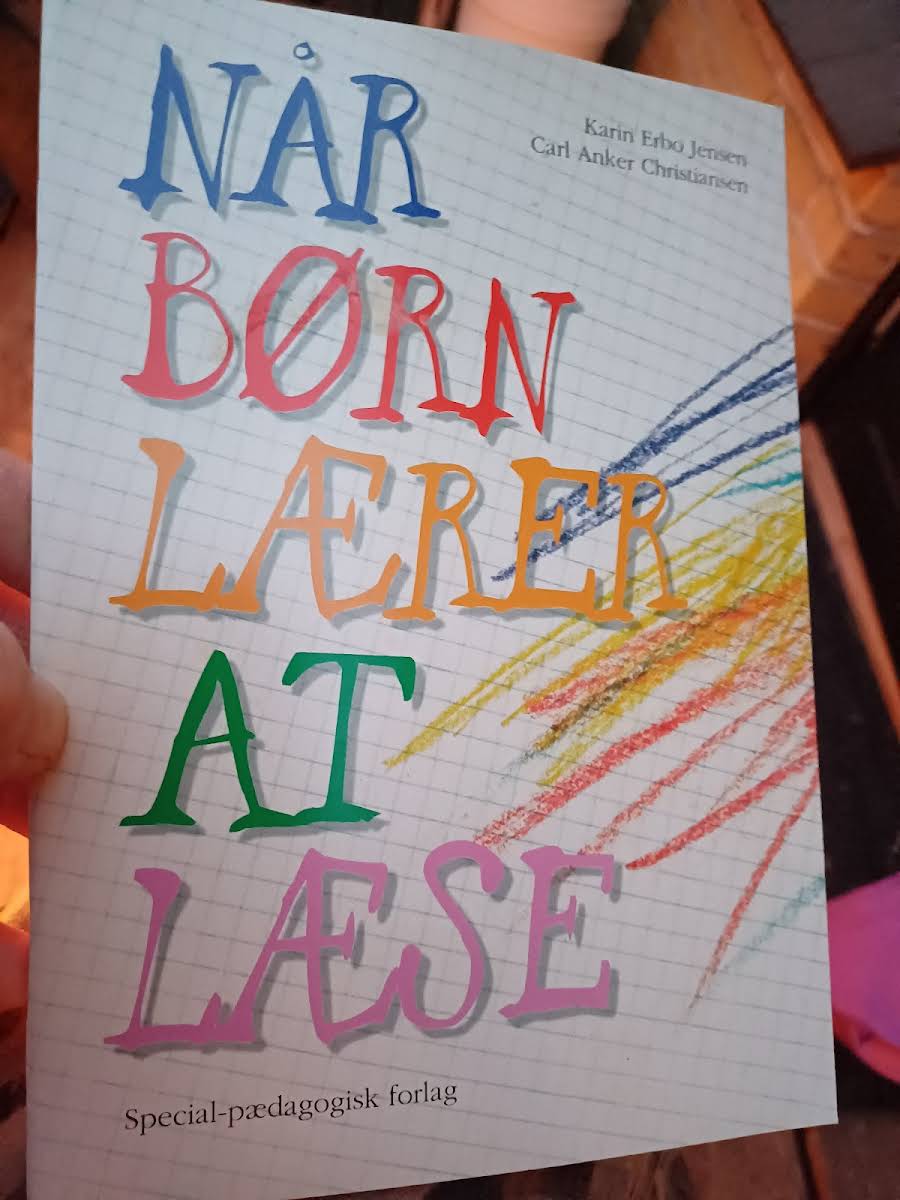 Karin Erbo Jensen
Carl Anker Christiansen
NÅR
BØRN
LÆRER
AT
LÆSE
Special-pædagogisk forlag